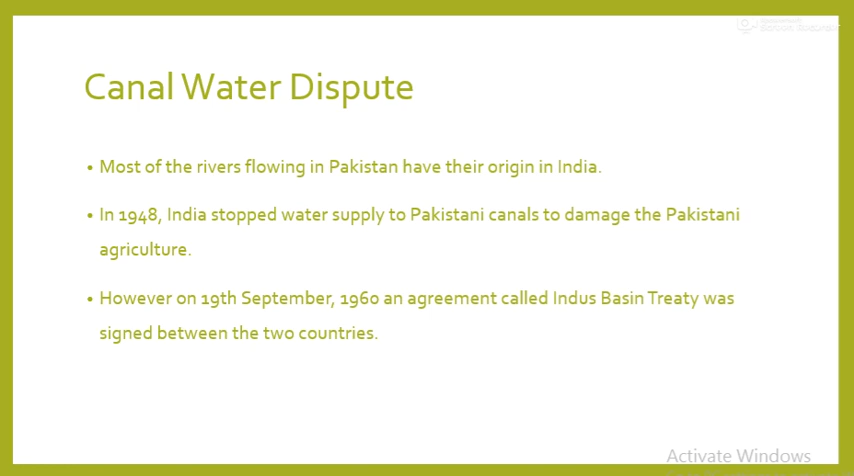 Canal Water Dispute
• Most of the rivers flowing in Pakistan have their origin in India.
• In 1948, India stopped water supply to Pakistani canals to damage the Pakistani
agriculture.
• However on 19th September, 1960 an agreement called Indus Basin Treaty was
signed between the two countries.
Activate Windows